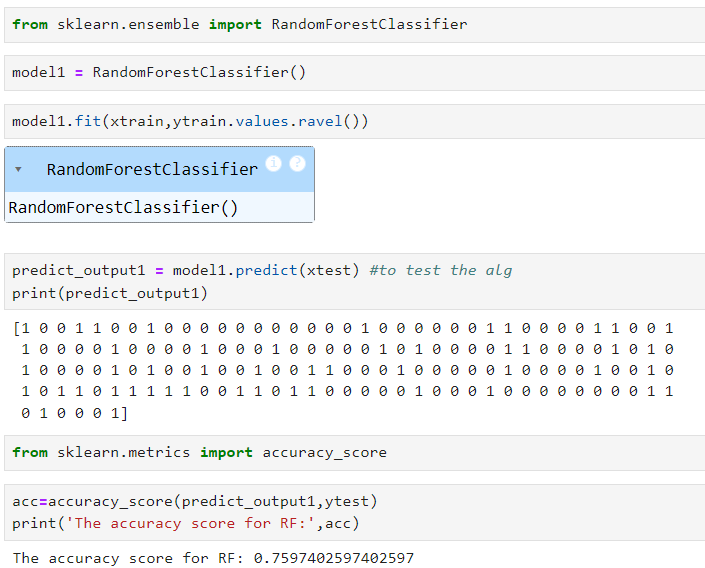 from sklearn.ensemble import RandomForestClassifier
model1 = RandomForestClassifier()
model1.fit(xtrain,ytrain.values.ravel())
▾ RandomForestClassifier i ?
RandomForestClassifier()
predict_output1 = model1.predict(xtest) #to test the alg
print(predict_output1)
[1 0 0 1 1 0 0 1 0 0 0 0 0 0 0 0 0 0 0 1 0 0 0 0 0 0 1 1 0 0 0 0 1 1 0 0 1
1 0 0 0 0 1 0 0 0 0 1 0 0 0 1 0 0 0 0 0 1 0 1 0 0 0 0 1 1 0 0 0 0 1 0 1 0
1 0 0 0 0 1 0 1 0 0 1 0 0 1 0 0 1 1 0 0 0 1 0 0 0 0 0 1 0 0 0 0 1 0 0 1 0
1 0 1 1 0 1 1 1 1 1 0 0 1 1 0 1 1 0 0 0 0 0 1 0 0 0 1 0 0 0 0 0 0 0 0 1 1
0 1 0 0 0 1]
from sklearn.metrics import accuracy_score
acc=accuracy_score(predict_output1,ytest)
print('The accuracy score for RF:',acc)
The accuracy score for RF: 0.7597402597402597